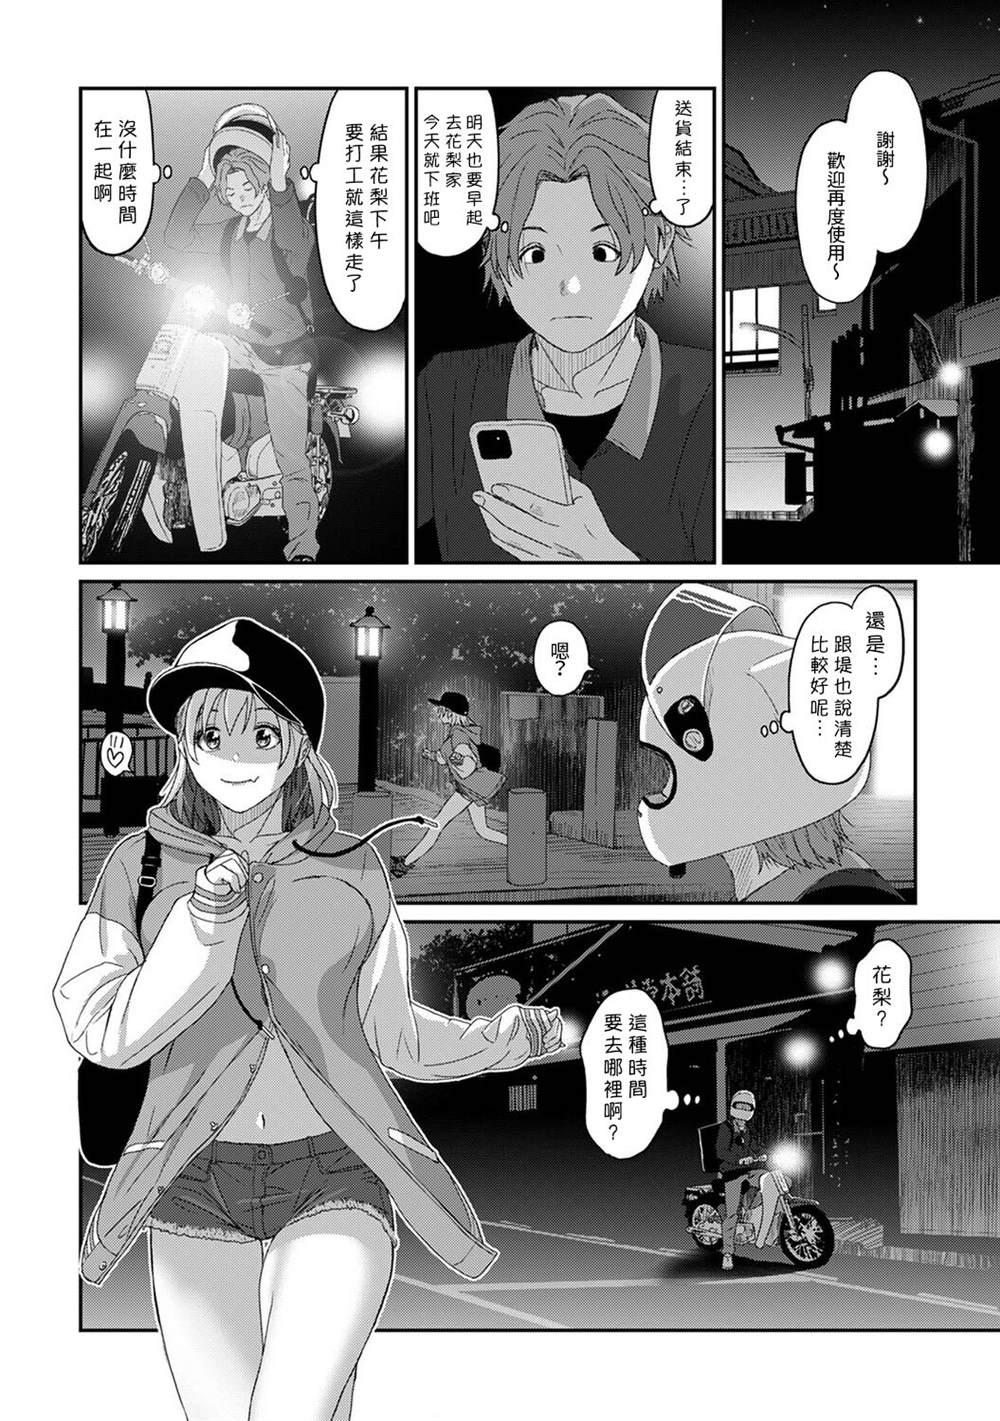 謝謝～
歡迎再度使用～
送貨結束…了
明天也要早起
去花梨家
今天就下班吧
結果花梨下午
要打工就這樣走了
沒什麼時間
在一起啊
還是…
跟堤也說清楚
比較好呢…
嗯？
花梨？
這種時間
要去哪裡啊？
本舗